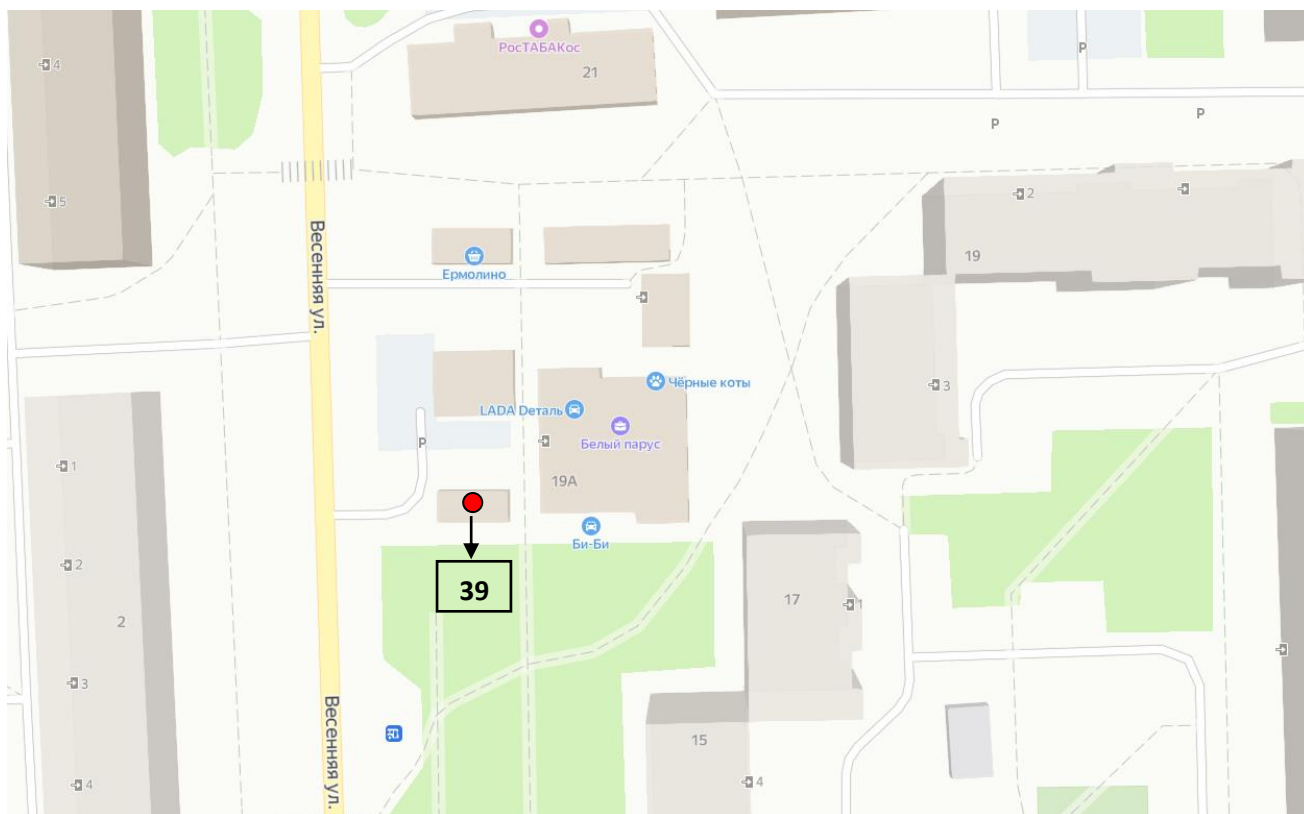 РосТАБАКос
21
4
P
P
P
5
2
19
Весенняя ул.
Ермолино
3
Чёрные коты
LADA Dеталь
Белый парус
P
1
19А
Би-Би
39
2
17
1
2
3
Весенняя ул.
15
4
4